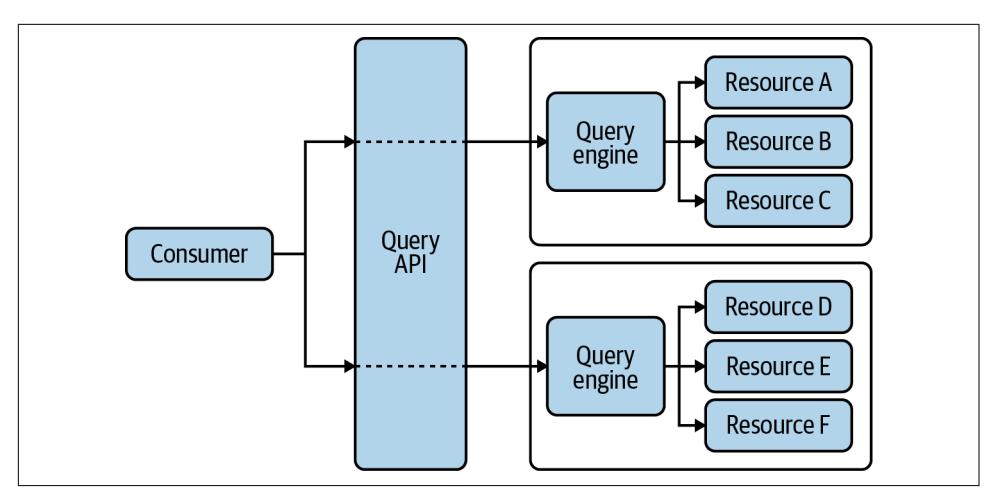 Consumer
Query
API
Query
engine
Resource A
Resource B
Resource C
Query
engine
Resource D
Resource E
Resource F